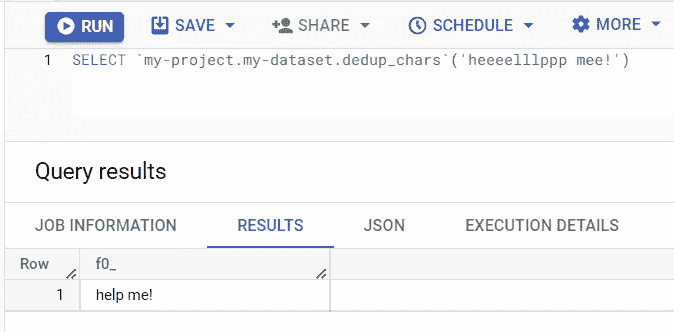 RUN SAVE SHARE SCHEDULE MORE
1 SELECT `my-project.my-dataset.dedup_chars`('heeeelllppp mee!')
Query results
JOB INFORMATION RESULTS JSON EXECUTION DETAILS
Row f0_
1 help me!